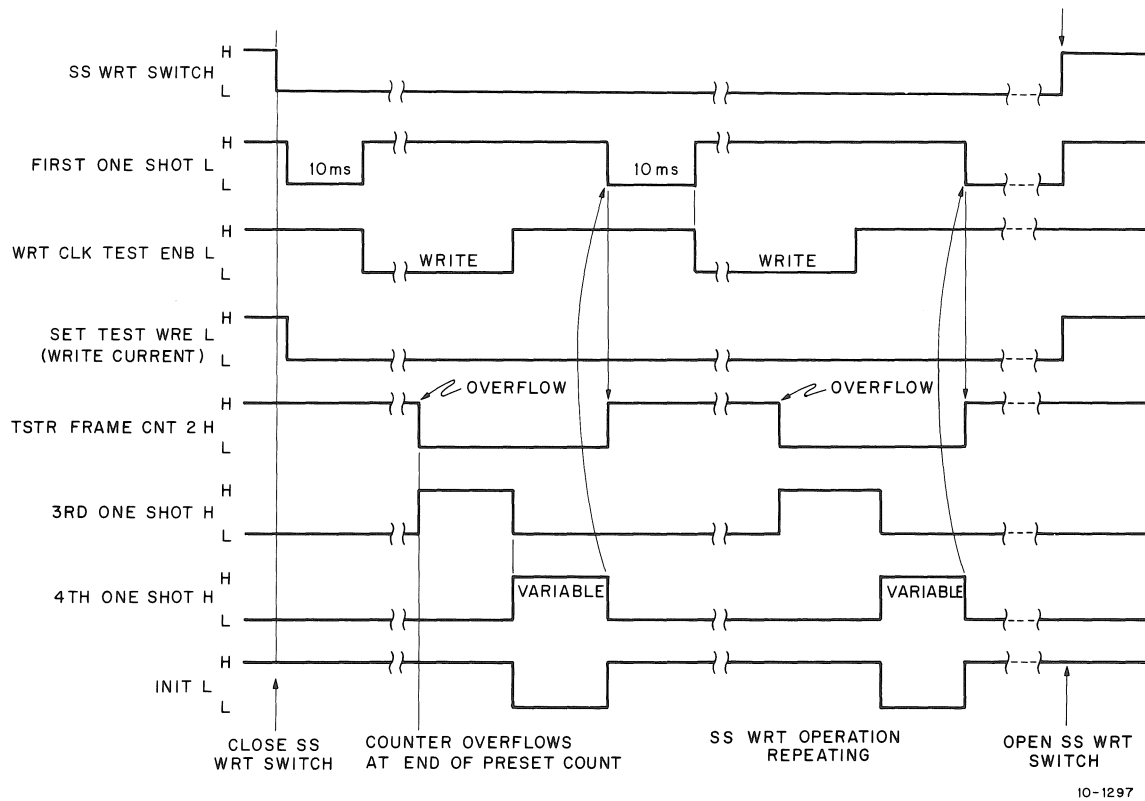 H
SS WRT SWITCH
L
H
FIRST ONE SHOT L
10ms
10ms
L
H
WRT CLK TEST ENB L
WRITE
WRITE
L
H
SET TEST WRE L
(WRITE CURRENT)
L
OVERFLOW
OVERFLOW
H
TSTR FRAME CNT 2 H
L
H
3RD ONE SHOT H
L
H
4TH ONE SHOT H
VARIABLE
VARIABLE
L
H
INIT L
L
CLOSE SS
WRT SWITCH
COUNTER OVERFLOWS
AT END OF PRESET COUNT
SS WRT OPERATION
REPEATING
OPEN SS WRT
SWITCH
10-1297